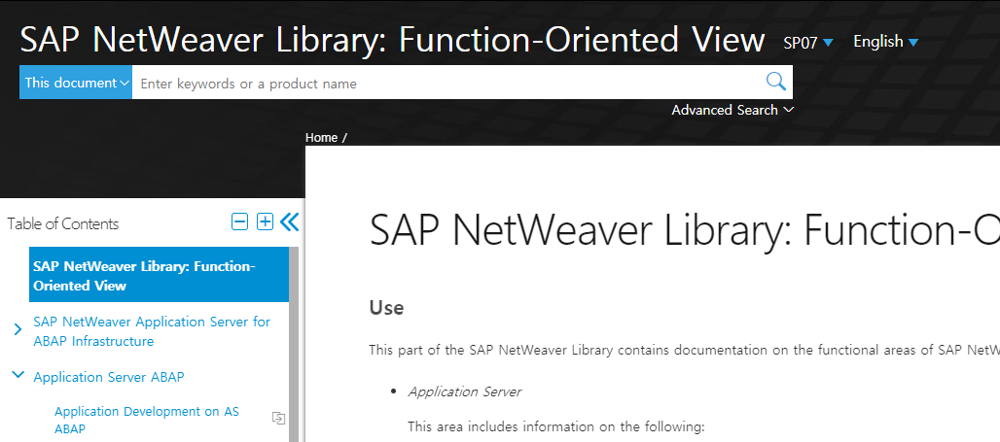 SAP NetWeaver Library: Function-Oriented View SP07 English
This document Enter keywords or a product name
Advanced Search
Home /
Table of Contents
SAP NetWeaver Library: Function-
Oriented View
SAP NetWeaver Application Server for
ABAP Infrastructure
Application Server ABAP
Application Development on AS
ABAP
SAP NetWeaver Library: Function-O
Use
This part of the SAP NetWeaver Library contains documentation on the functional areas of SAP NetW
• Application Server
This area includes information on the following: